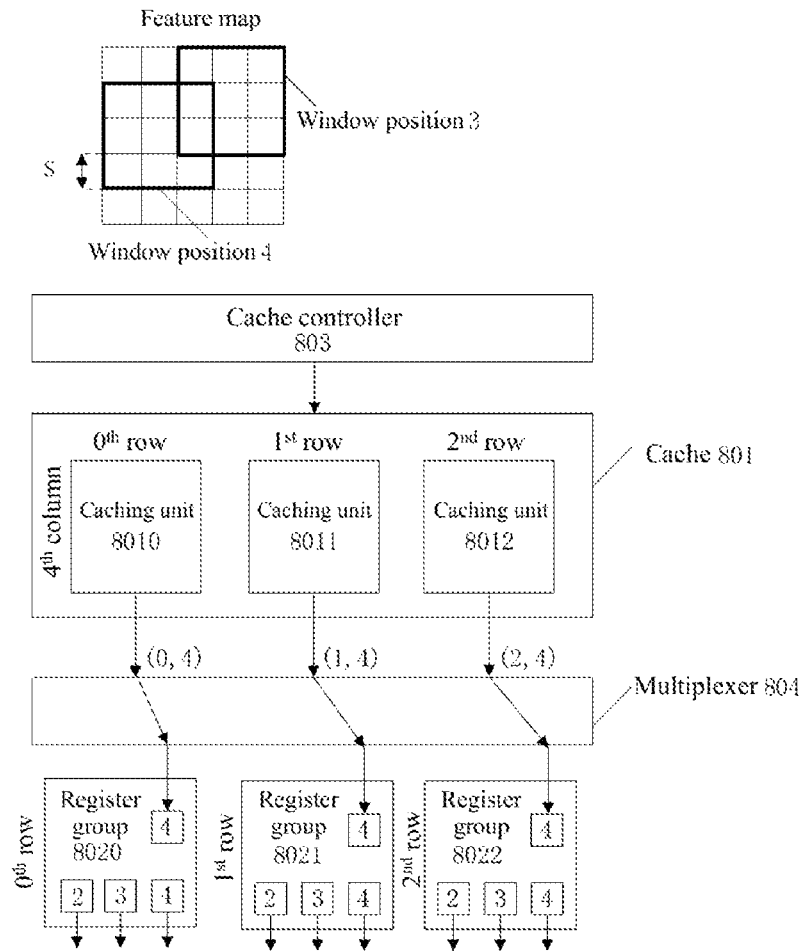 Feature map
Window position 3
S
Window position 4
Cache controller
803
0th row
1st row
2nd row
4th column
Caching unit
8010
Caching unit
8011
Caching unit
8012
Cache 801
(0, 4)
(1, 4)
(2, 4)
Multiplexer 804
0th row
Register
group
8020
4
2 3 4
1st row
Register
group
8021
4
2 3 4
2nd row
Register
group
8022
4
2 3 4